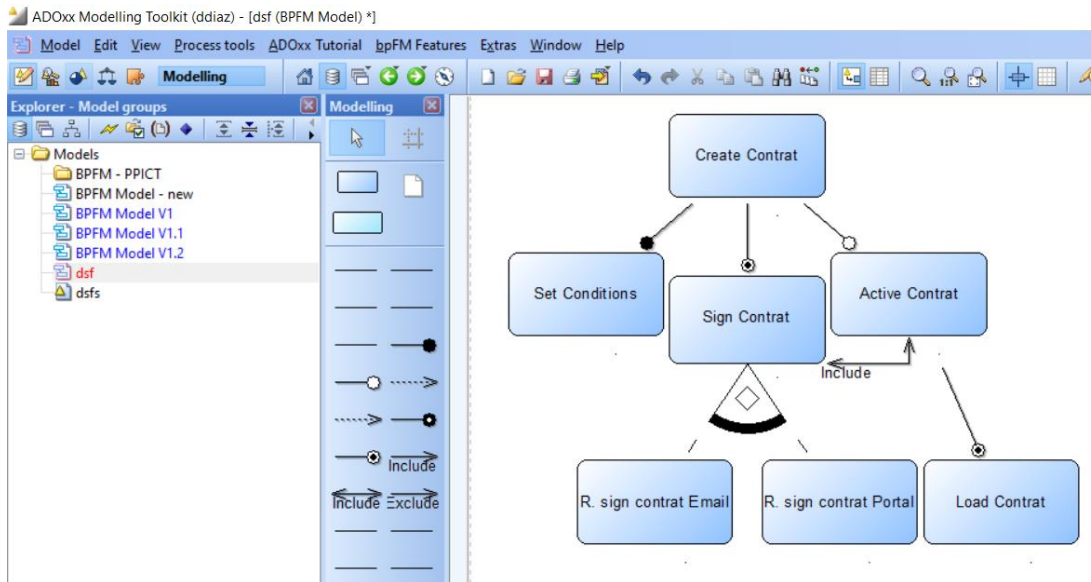 ADOxx Modelling Toolkit (ddiaz) - [dsf (BPFM Model) *]
Model Edit View Process tools ADOxx Tutorial bpFM Features Extras Window Help
Modelling
Explorer - Model groups
Modelling
Models
BPFM - PPICT
BPFM Model - new
BPFM Model V1
BPFM Model V1.1
BPFM Model V1.2
dsf
dsfs
Include
Include Exclude
Create Contrat
Set Conditions
Sign Contrat
Active Contrat
Include
R. sign contrat Email
R. sign contrat Portal
Load Contrat